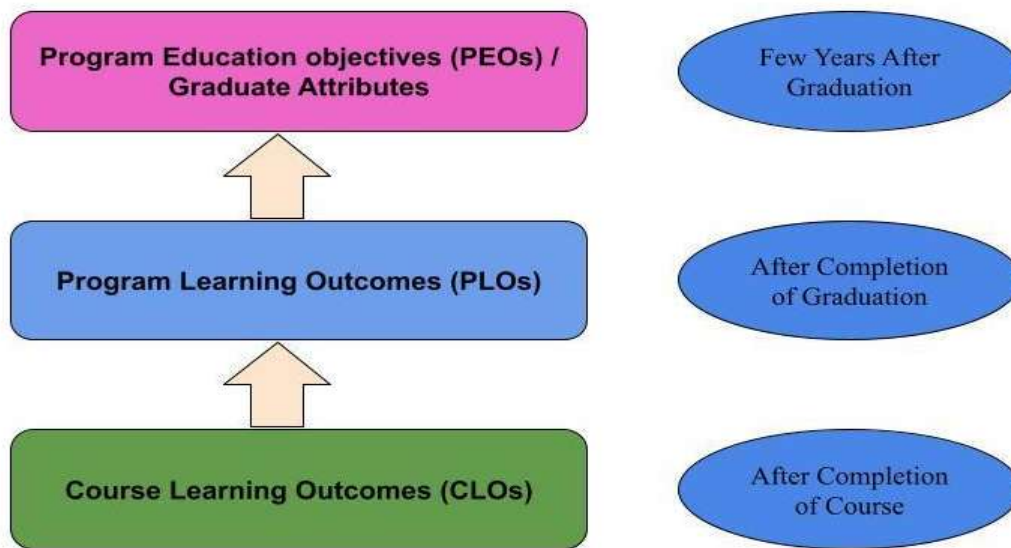 Program Education objectives (PEOs) /
Graduate Attributes
Few Years After
Graduation
Program Learning Outcomes (PLOs)
After Completion
of Graduation
Course Learning Outcomes (CLOs)
After Completion
of Course